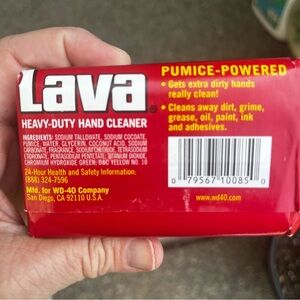 Lava®
HEAVY-DUTY HAND CLEANER
INGREDIENTS: SODIUM TALLOWATE, SODIUM COCOATE,
PUMICE, WATER, GLYCERIN, COCONUT ACID, SODIUM
CARBONATE, FRAGRANCE, SODIUM CHLORIDE, TETRASODIUM
ETIDRONATE, PENTASODIUM PENTETATE, TITANIUM DIOXIDE,
CHROMIUM HYDROXIDE GREEN, D&C YELLOW NO. 10
24-Hour Health and Safety Information:
(888) 324-7596
Mfd. for WD-40 Company
San Diego, CA 92110 U.S.A.
PUMICE-POWERED
• Gets extra dirty hands
really clean!
• Cleans away dirt, grime,
grease, oil, paint, ink
and adhesives.
0 79567 10085 0
www.wd40.com